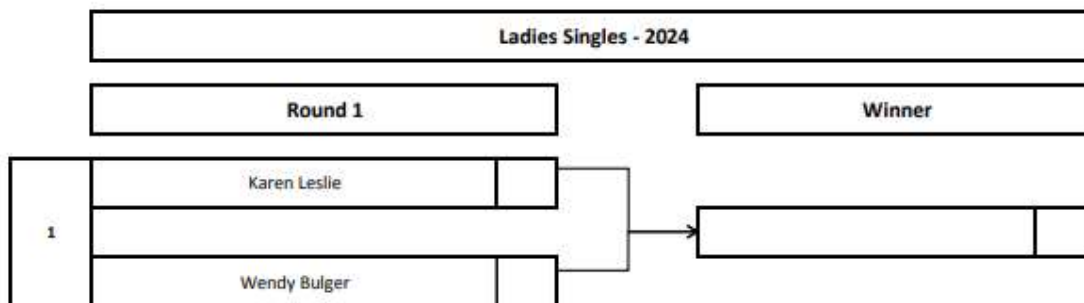 Ladies Singles - 2024
Round 1
Winner
Karen Leslie
1
Wendy Bulger